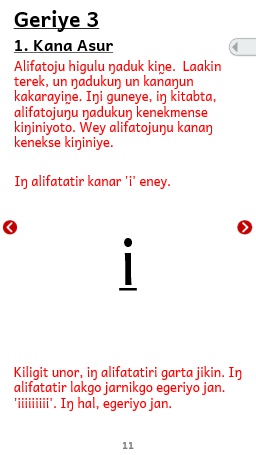 Geriye 3
1. Kana Asur
Alifatoju higulu ŋaduk kiṉe. Laakin
terek, un ŋadukuŋ un kanaŋun
kakarayiṉe. Iŋi guneye, iŋ kitabta,
alifatojuŋu ŋadukuŋ kenekmense
kiŋiniyoto. Wey alifatojuŋu kanaŋ
kenekse kiŋiniye.
Iŋ alifatatir kanar 'i' eney.
i
Kiligit unor, iŋ alifatatiri garta jikin. Iŋ
alifatatir lakgo jarnikgo egeriyo jan.
'iiiiiiiii'. Iŋ hal, egeriyo jan.
11